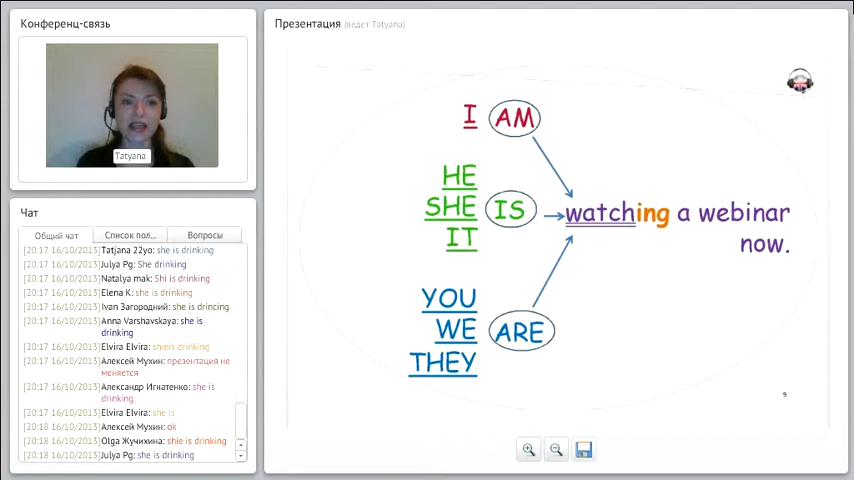 Конференц-связь
Tatyana
Чат
Общий чат
Список пол...
Вопросы
[20:17 16/10/2013]Tatjana 22yo: she is drinking
[20:17 16/10/2013]Julya Pg: She drinking
[20:17 16/10/2013]Natalya mak: Shi is drinking
[20:17 16/10/2013]Elena K: she is drinking
[20:17 16/10/2013]Ivan Загородний: she is drincing
[20:17 16/10/2013]Anna Varshavskaya: she is
drinking
[20:17 16/10/2013]Elvira Elvira: shieis drinking
[20:17 16/10/2013]Алексей Мухин: презентация не
меняется
[20:17 16/10/2013]Александр Игнатенко: she is
drinking
[20:17 16/10/2013]Elvira Elvira: she is
[20:18 16/10/2013]Алексей Мухин: ok
[20:18 16/10/2013]Olga Жучихина: shie is drinking
[20:18 16/10/2013]Julya Pg: she is drinking
Презентация (ведет Tatyana)
I AM
HE
SHE IS
IT
watching a webinar
now.
YOU
WE ARE
THEY
9